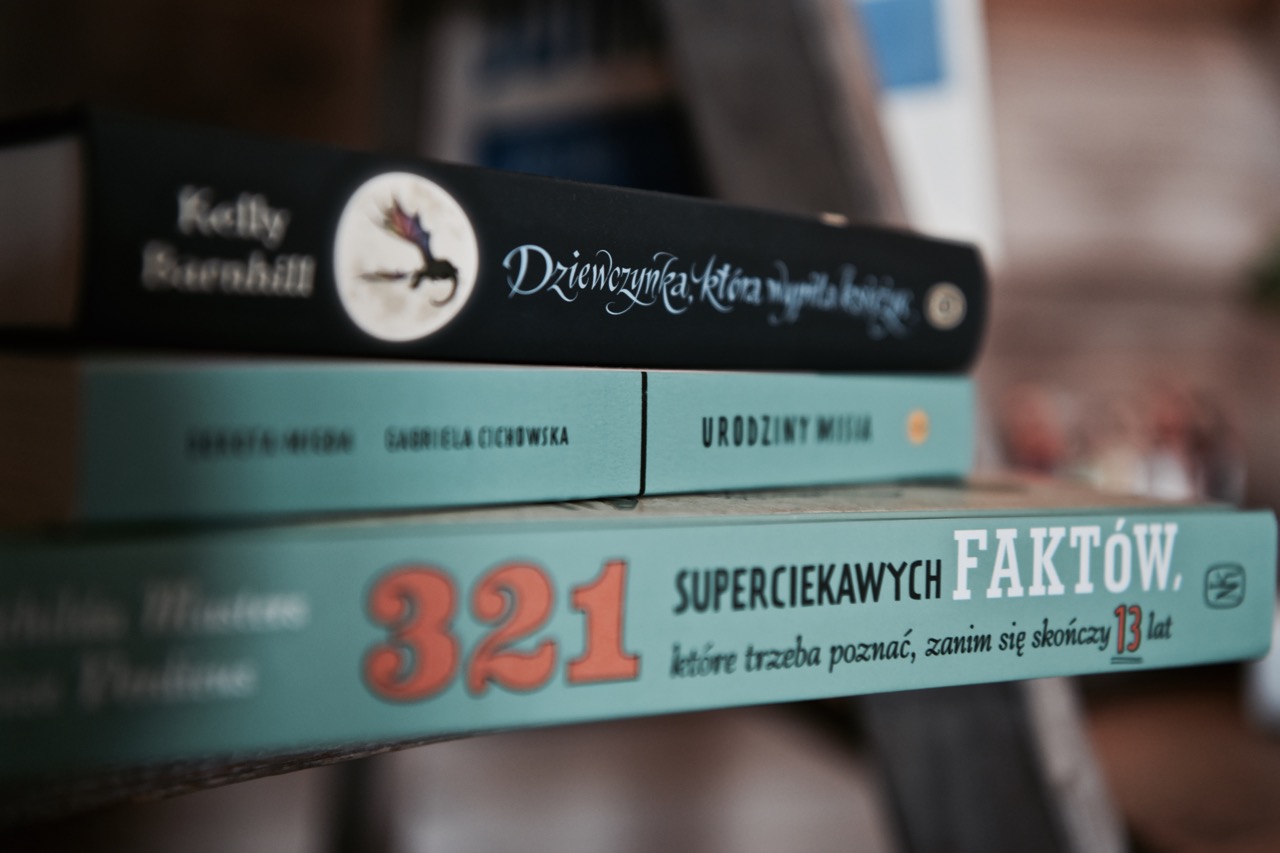 Kelly
Barnhill
Dziewczynka, która wypiła księżyc
GABRIELA CICHOWSKA
URODZINY MISIA
321
SUPERCIEKAWYCH FAKTÓW,
które trzeba poznać, zanim się skończy 13 lat